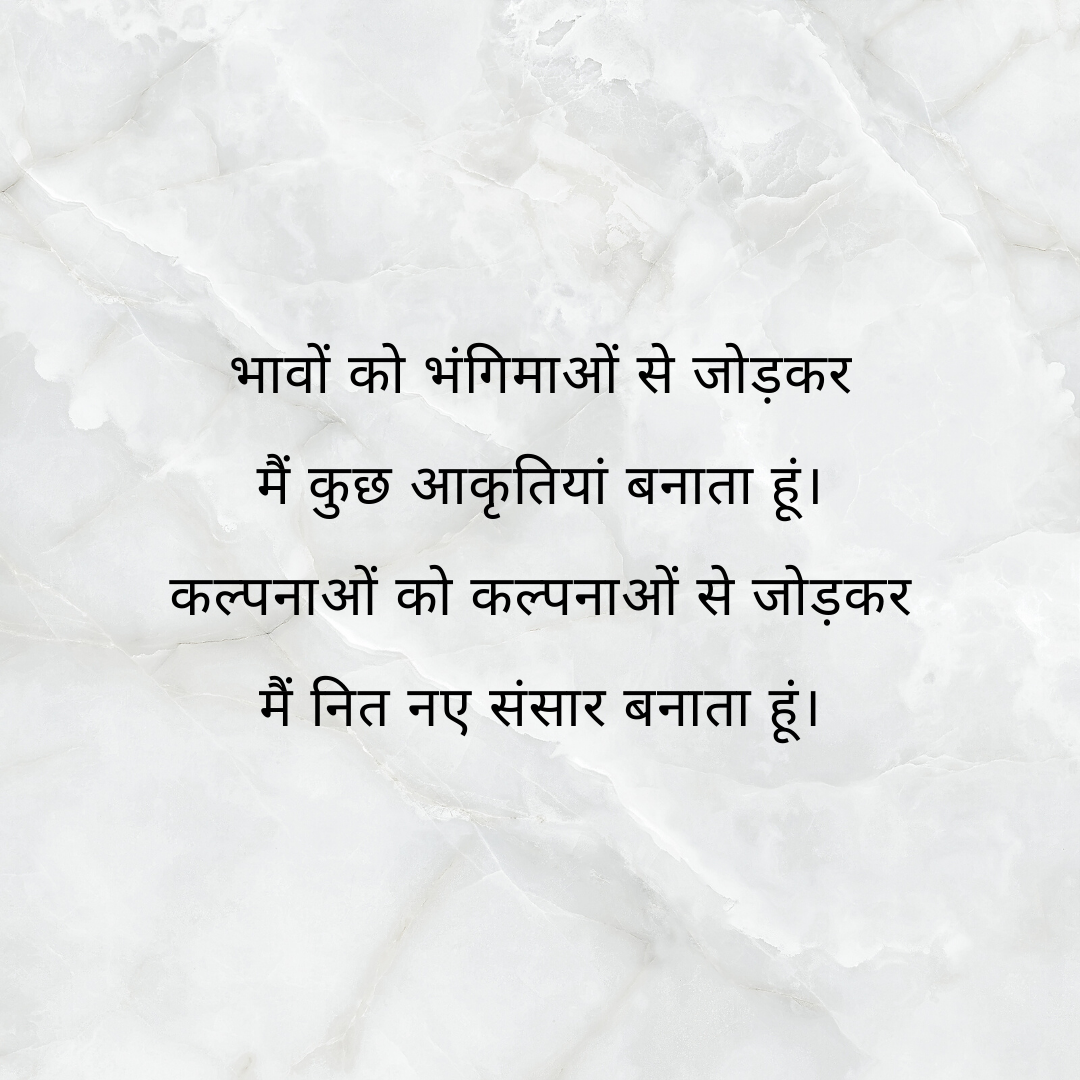 भावों को भंगिमाओं से जोड़कर
मैं कुछ आकृतियां बनाता हूं।
कल्पनाओं को कल्पनाओं से जोड़कर
मैं नित नए संसार बनाता हूं।